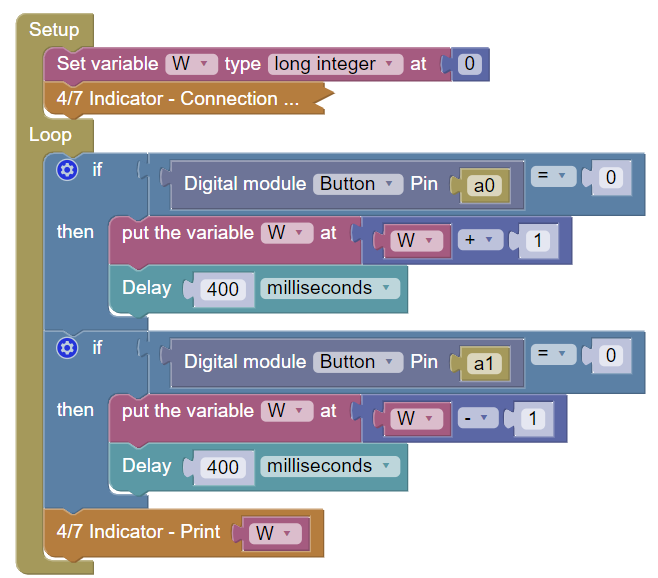 Setup
Set variable W type long integer at 0
4/7 Indicator - Connection ...
Loop
if Digital module Button Pin a0 = 0
then put the variable W at W + 1
Delay 400 milliseconds
if Digital module Button Pin a1 = 0
then put the variable W at W - 1
Delay 400 milliseconds
4/7 Indicator - Print W